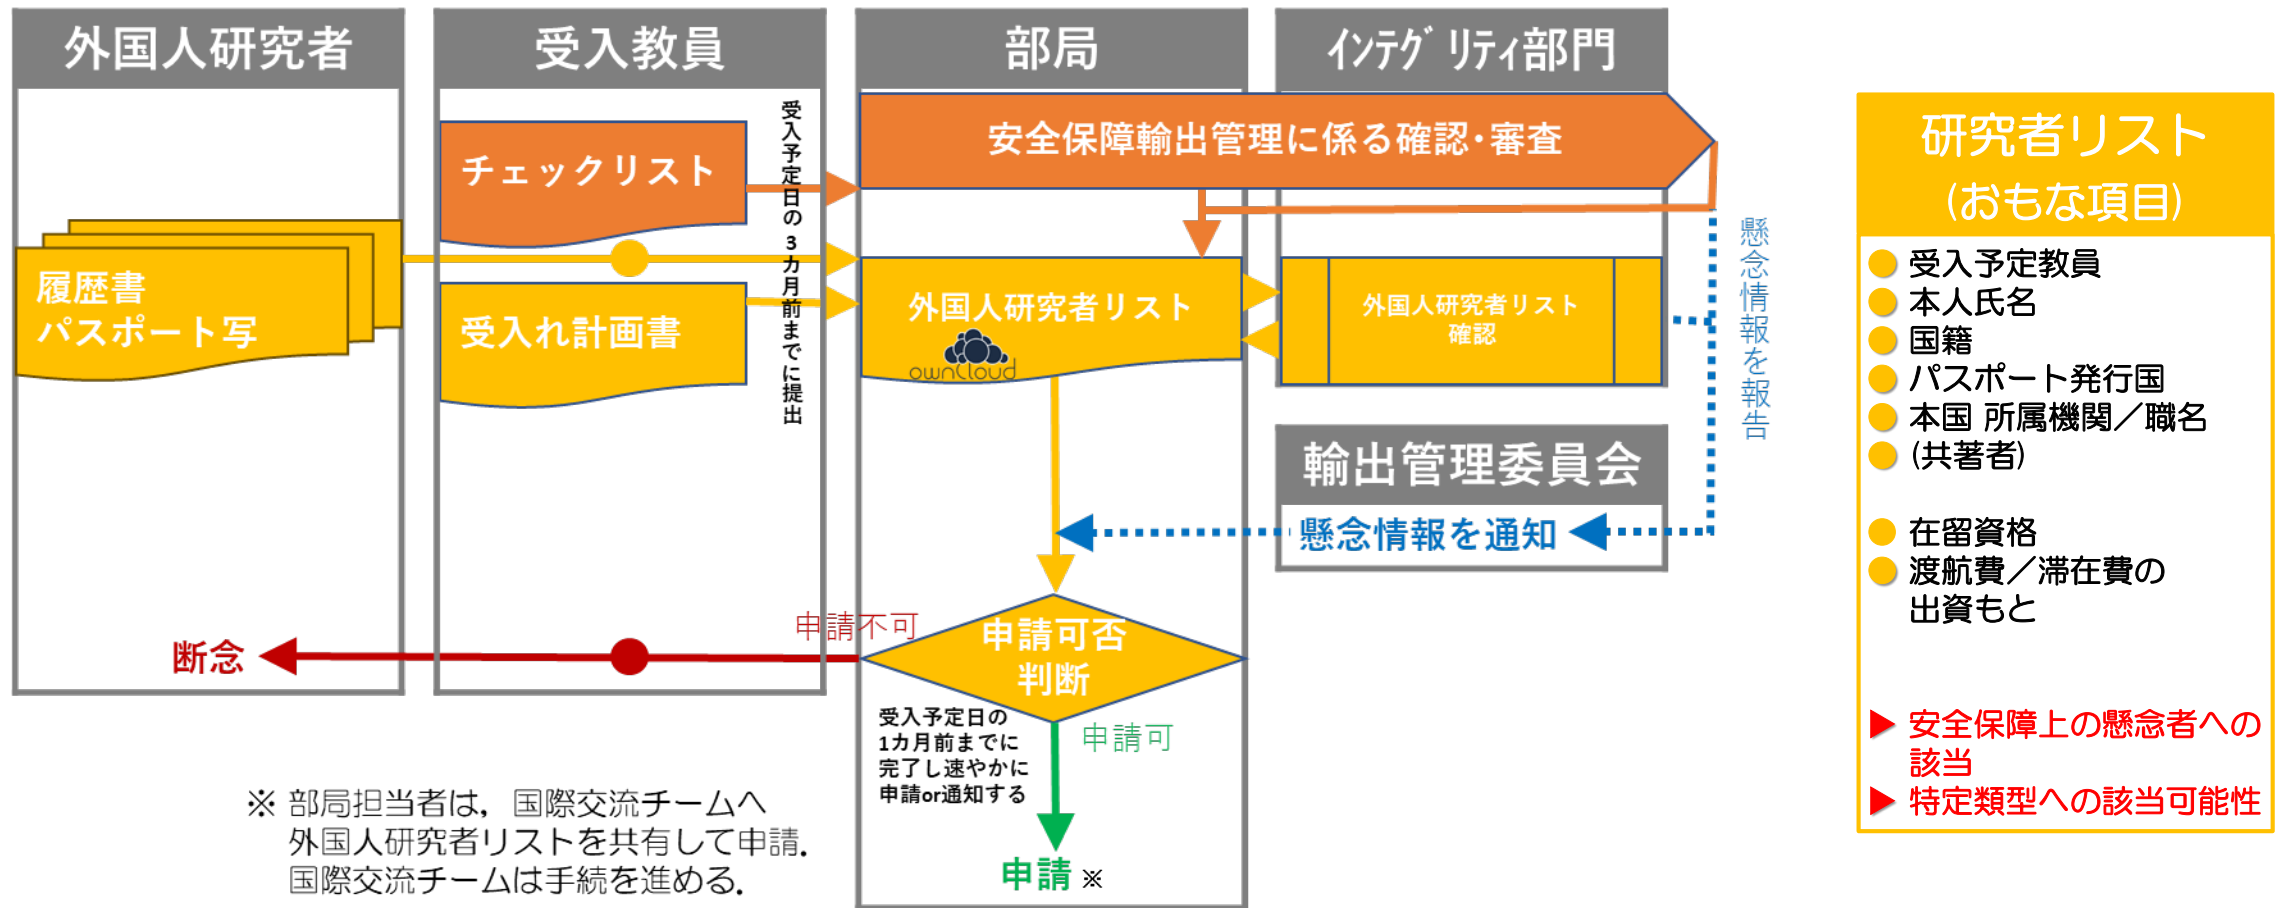 外国人研究者
受入教員
部局
ｲﾝﾃｸﾞﾘﾃｨ部門
チェックリスト
受入予定日の3カ月前までに提出
安全保障輸出管理に係る確認･審査
履歴書
パスポート写
受入れ計画書
外国人研究者リスト
ownCloud
外国人研究者リスト
確認
懸念情報を報告
輸出管理委員会
懸念情報を通知
申請不可
断念
申請可否
判断
受入予定日の
1カ月前までに
完了し速やかに
申請or通知する
申請可
申請 ※
※ 部局担当者は，国際交流チームへ
外国人研究者リストを共有して申請．
国際交流チームは手続を進める．
研究者リスト
(おもな項目)
● 受入予定教員
● 本人氏名
● 国籍
● パスポート発行国
● 本国 所属機関／職名
● (共著者)
● 在留資格
● 渡航費／滞在費の
出資もと
▶ 安全保障上の懸念者への
該当
▶ 特定類型への該当可能性